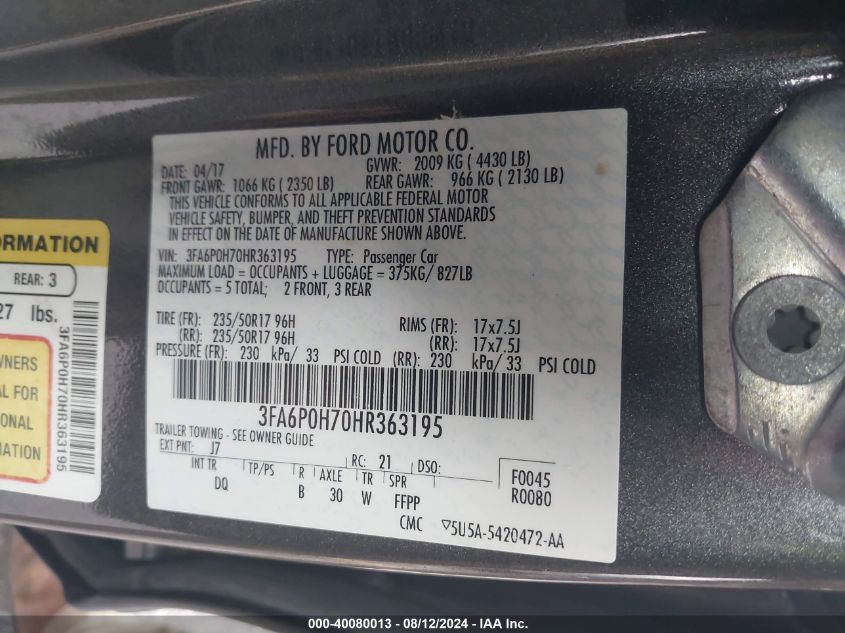 MFD. BY FORD MOTOR CO.
DATE: 04/17 GVWR: 2009 KG ( 4430 LB)
FRONT GAWR: 1066 KG ( 2350 LB) REAR GAWR: 966 KG ( 2130 LB)
THIS VEHICLE CONFORMS TO ALL APPLICABLE FEDERAL MOTOR
VEHICLE SAFETY, BUMPER, AND THEFT PREVENTION STANDARDS
IN EFFECT ON THE DATE OF MANUFACTURE SHOWN ABOVE.
VIN: 3FA6P0H70HR363195 TYPE: Passenger Car
MAXIMUM LOAD = OCCUPANTS + LUGGAGE = 375KG/ 827LB
OCCUPANTS = 5 TOTAL; 2 FRONT, 3 REAR
TIRE (FR): 235/50R17 96H RIMS (FR): 17x7.5J
(RR): 235/50R17 96H (RR): 17x7.5J
PRESSURE (FR): 230 kPa/ 33 PSI COLD (RR): 230 kPa/33 PSI COLD
3FA6P0H70HR363195
TRAILER TOWING - SEE OWNER GUIDE
EXT PNT: J7 RC: 21 DSO:
INT TR TP/PS R AXLE TR SPR
DQ B 30 W FFPP
F0045
R0080
CMC ▽5U5A-5420472-AA
ORMATION
REAR: 3
27 lbs.
WNERS
AL FOR
ONAL
MATION
3FA6P0H70HR363195
000-40080013 - 08/12/2024 - IAA Inc.